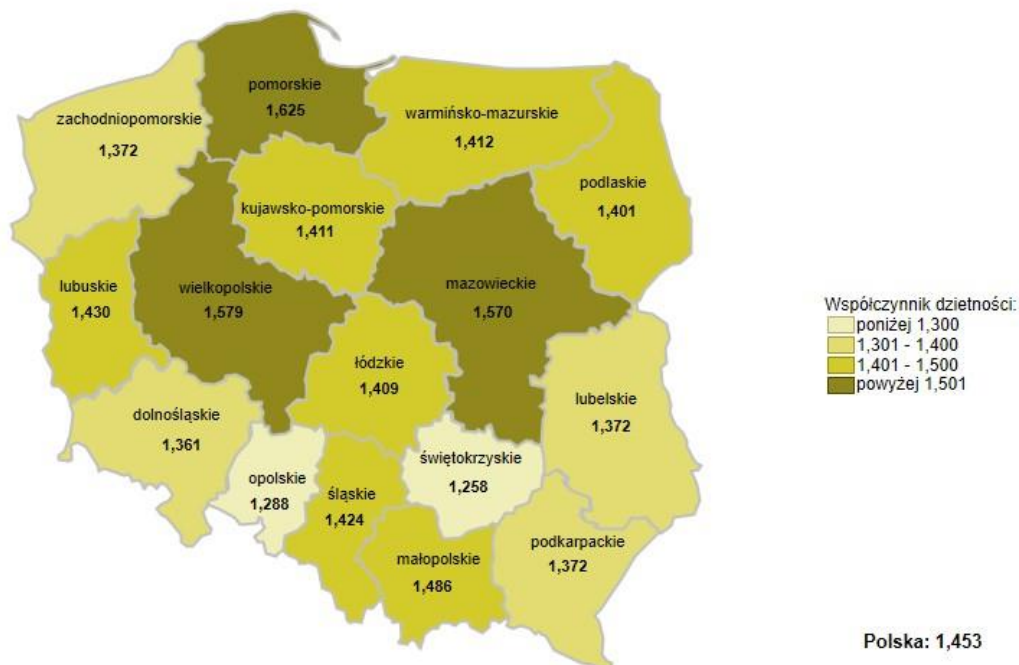 pomorskie
1,625
zachodniopomorskie
1,372
warmińsko-mazurskie
1,412
podlaskie
1,401
kujawsko-pomorskie
1,411
lubuskie
1,430
wielkopolskie
1,579
mazowieckie
1,570
łódzkie
1,409
dolnośląskie
1,361
lubelskie
1,372
opolskie
1,288
śląskie
1,424
świętokrzyskie
1,258
małopolskie
1,486
podkarpackie
1,372
Współczynnik dzietności:
poniżej 1,300
1,301 - 1,400
1,401 - 1,500
powyżej 1,501
Polska: 1,453